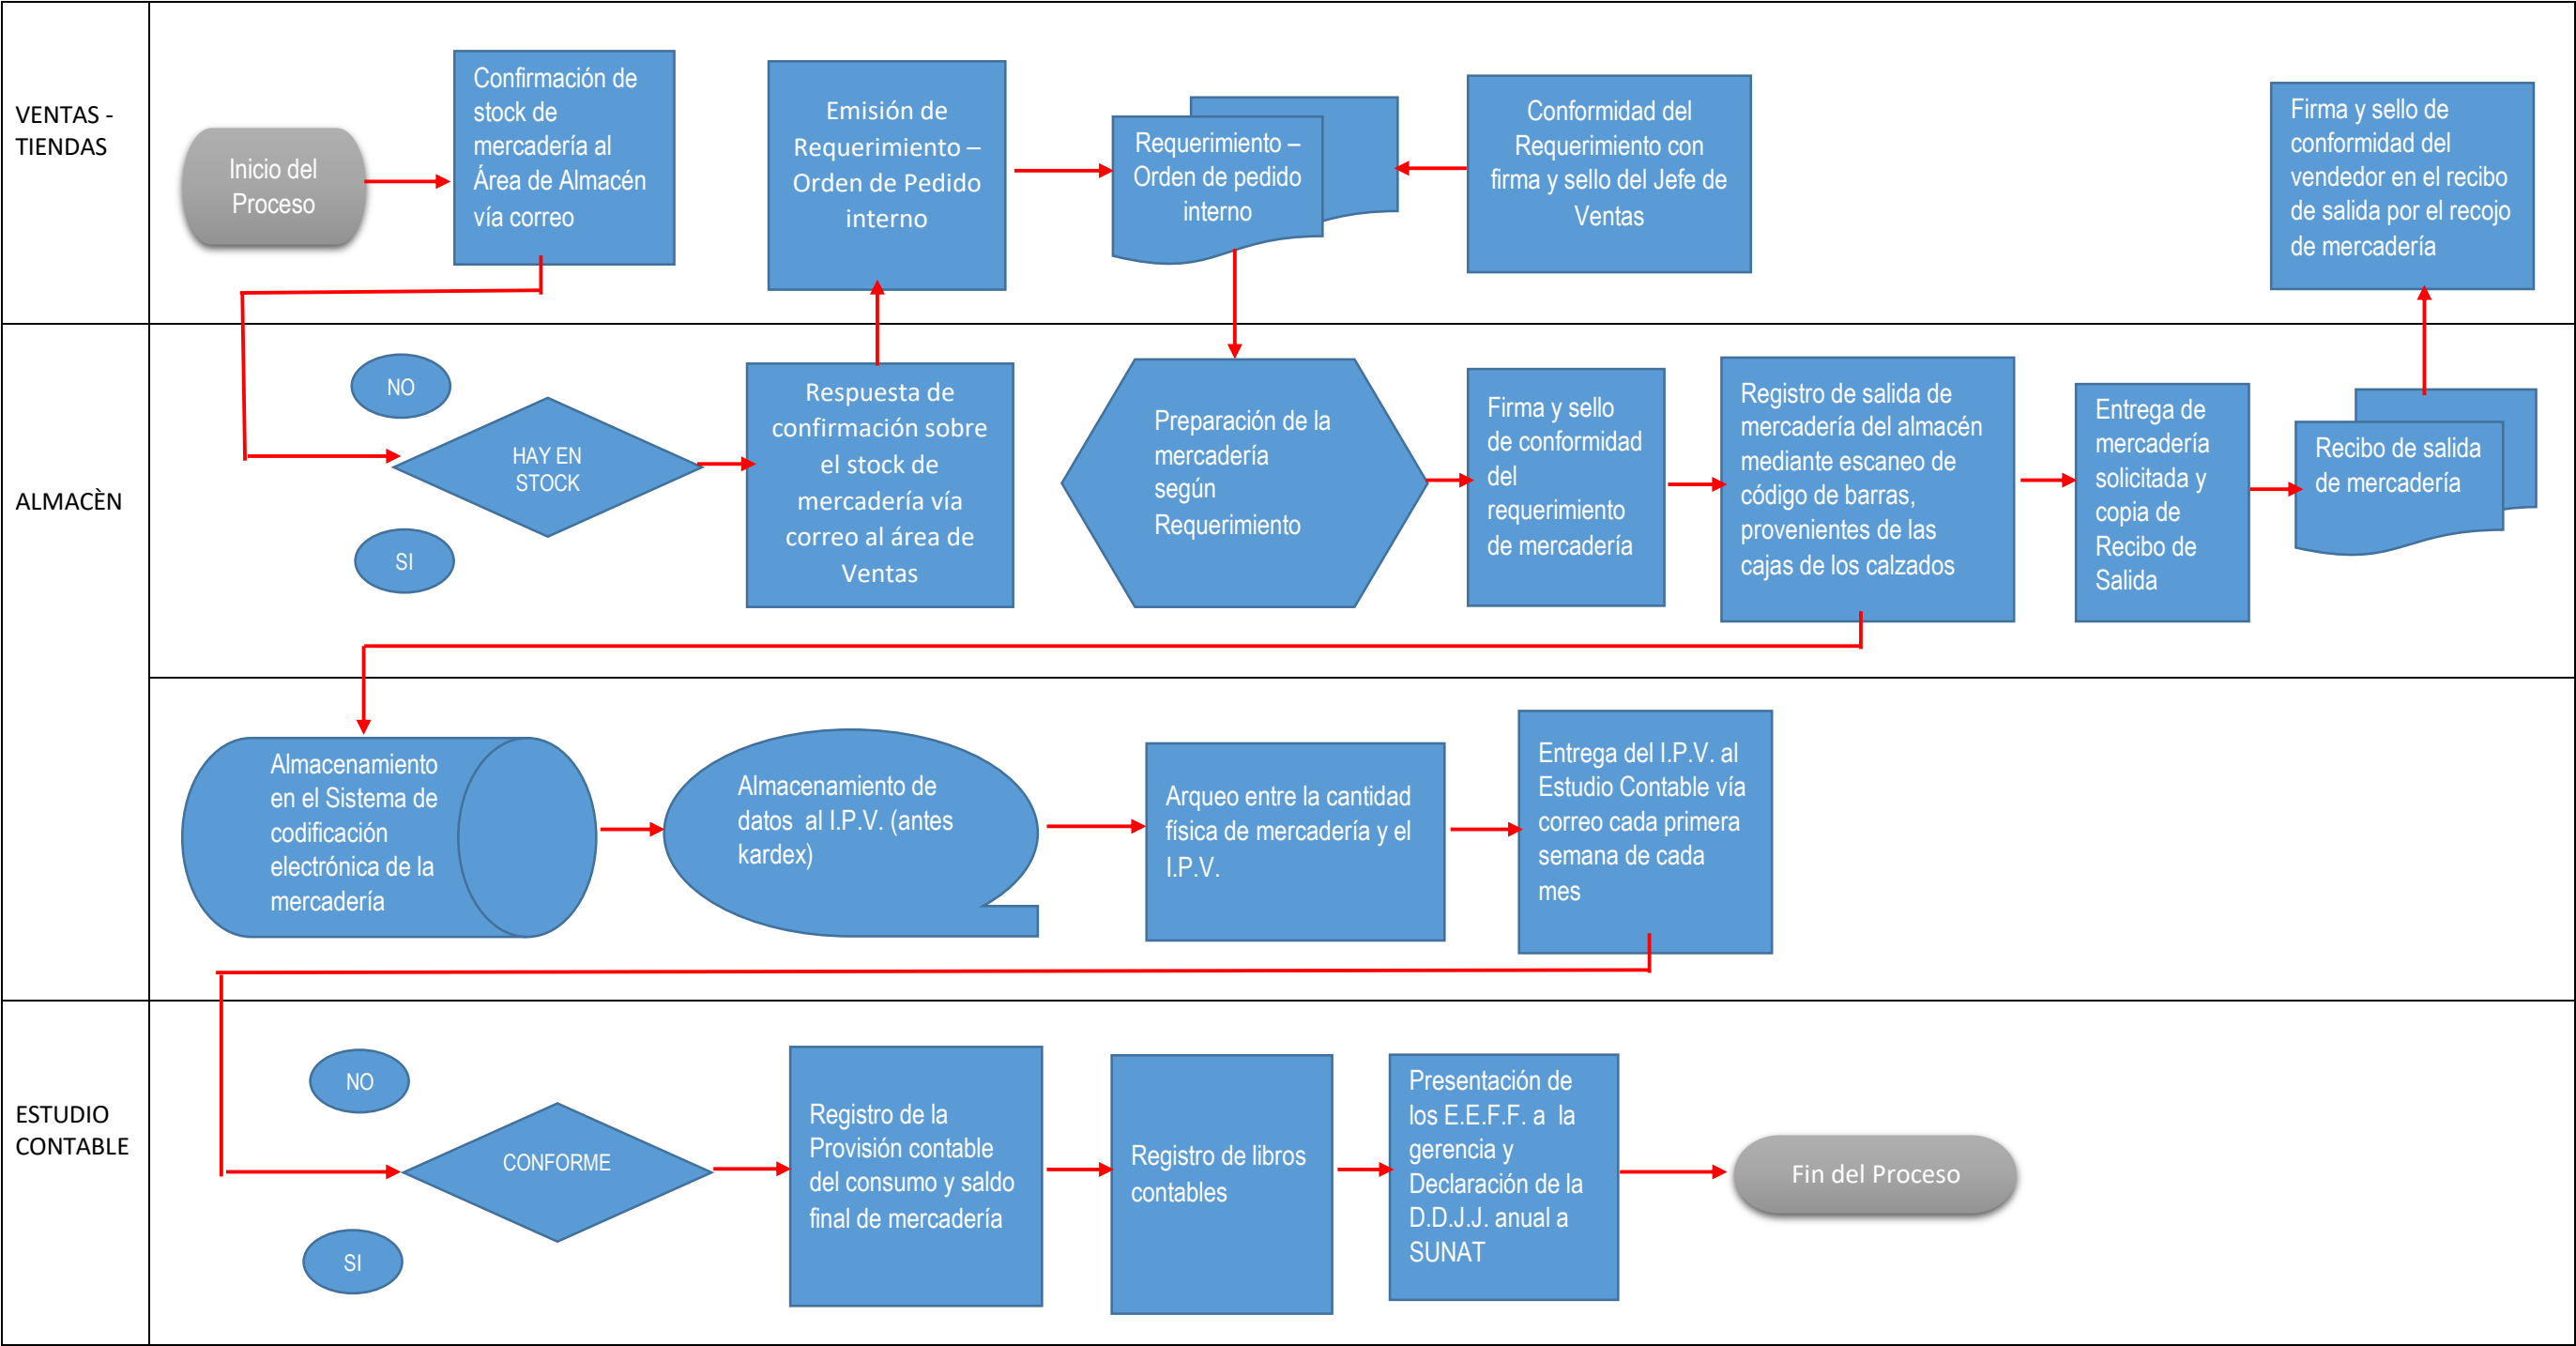 VENTAS -
TIENDAS
Inicio del
Proceso
Confirmación de
stock de
mercadería al
Área de Almacén
vía correo
Emisión de
Requerimiento –
Orden de Pedido
interno
Requerimiento –
Orden de pedido
interno
Conformidad del
Requerimiento con
firma y sello del Jefe de
Ventas
Firma y sello de
conformidad del
vendedor en el recibo
de salida por el recojo
de mercadería
ALMACÈN
NO
HAY EN
STOCK
SI
Respuesta de
confirmación sobre
el stock de
mercadería vía
correo al área de
Ventas
Preparación de la
mercadería
según
Requerimiento
Firma y sello
de conformidad
del
requerimiento
de mercadería
Registro de salida de
mercadería del almacén
mediante escaneo de
código de barras,
provenientes de las
cajas de los calzados
Entrega de
mercadería
solicitada y
copia de
Recibo de
Salida
Recibo de salida
de mercadería
Almacenamiento
en el Sistema de
codificación
electrónica de la
mercadería
Almacenamiento de
datos al I.P.V. (antes
kardex)
Arqueo entre la cantidad
física de mercadería y el
I.P.V.
Entrega del I.P.V. al
Estudio Contable vía
correo cada primera
semana de cada
mes
ESTUDIO
CONTABLE
NO
CONFORME
SI
Registro de la
Provisión contable
del consumo y saldo
final de mercadería
Registro de libros
contables
Presentación de
los E.E.F.F. a la
gerencia y
Declaración de la
D.D.J.J. anual a
SUNAT
Fin del Proceso